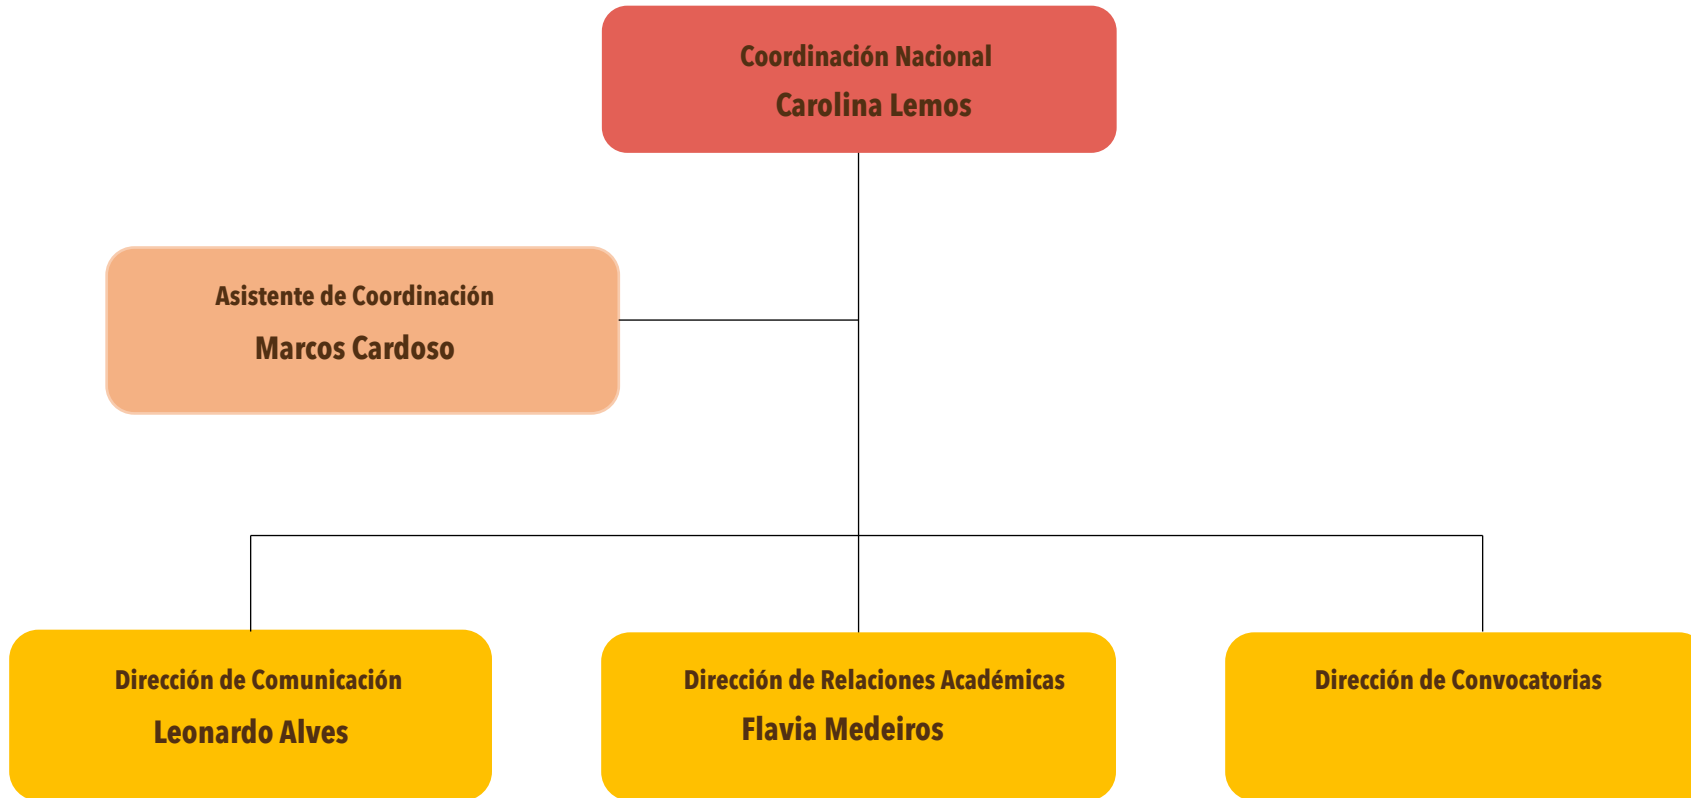 Coordinación Nacional
Carolina Lemos
Asistente de Coordinación
Marcos Cardoso
Dirección de Comunicación
Leonardo Alves
Dirección de Relaciones Académicas
Flavia Medeiros
Dirección de Convocatorias